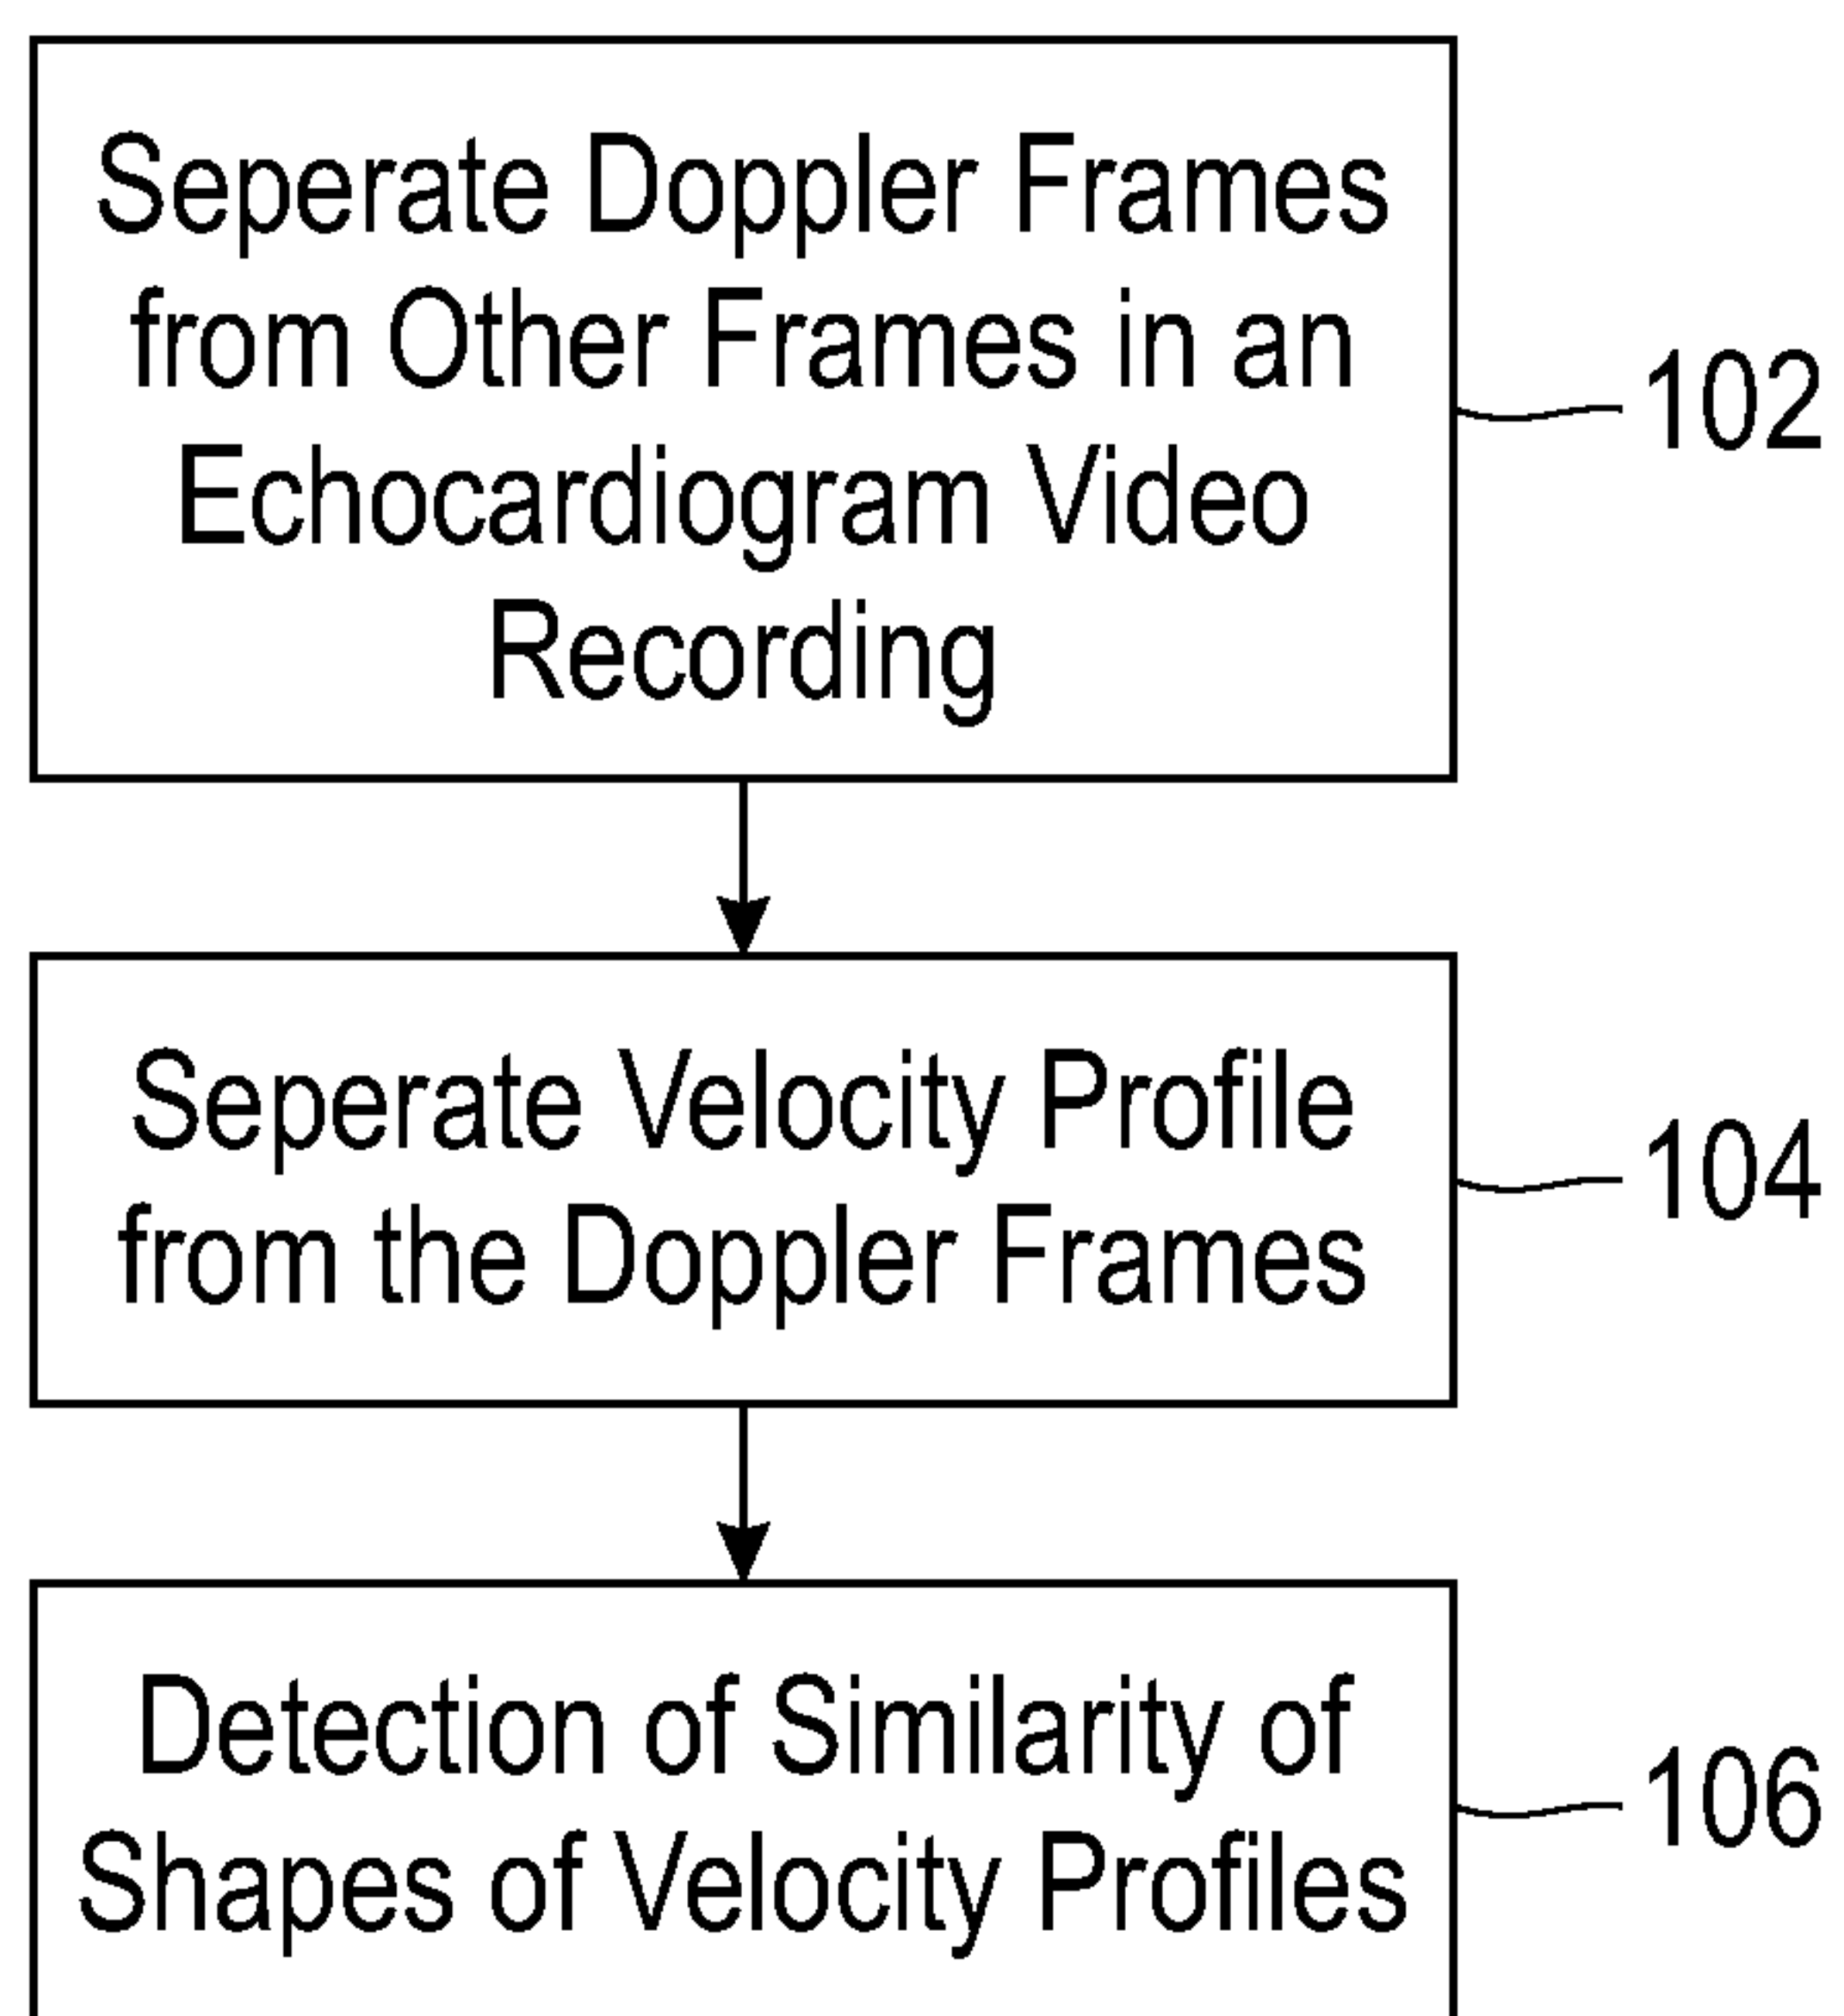 Seperate Doppler Frames
from Other Frames in an
Echocardiogram Video
Recording
102
Seperate Velocity Profile
from the Doppler Frames
104
Detection of Similarity of
Shapes of Velocity Profiles
106